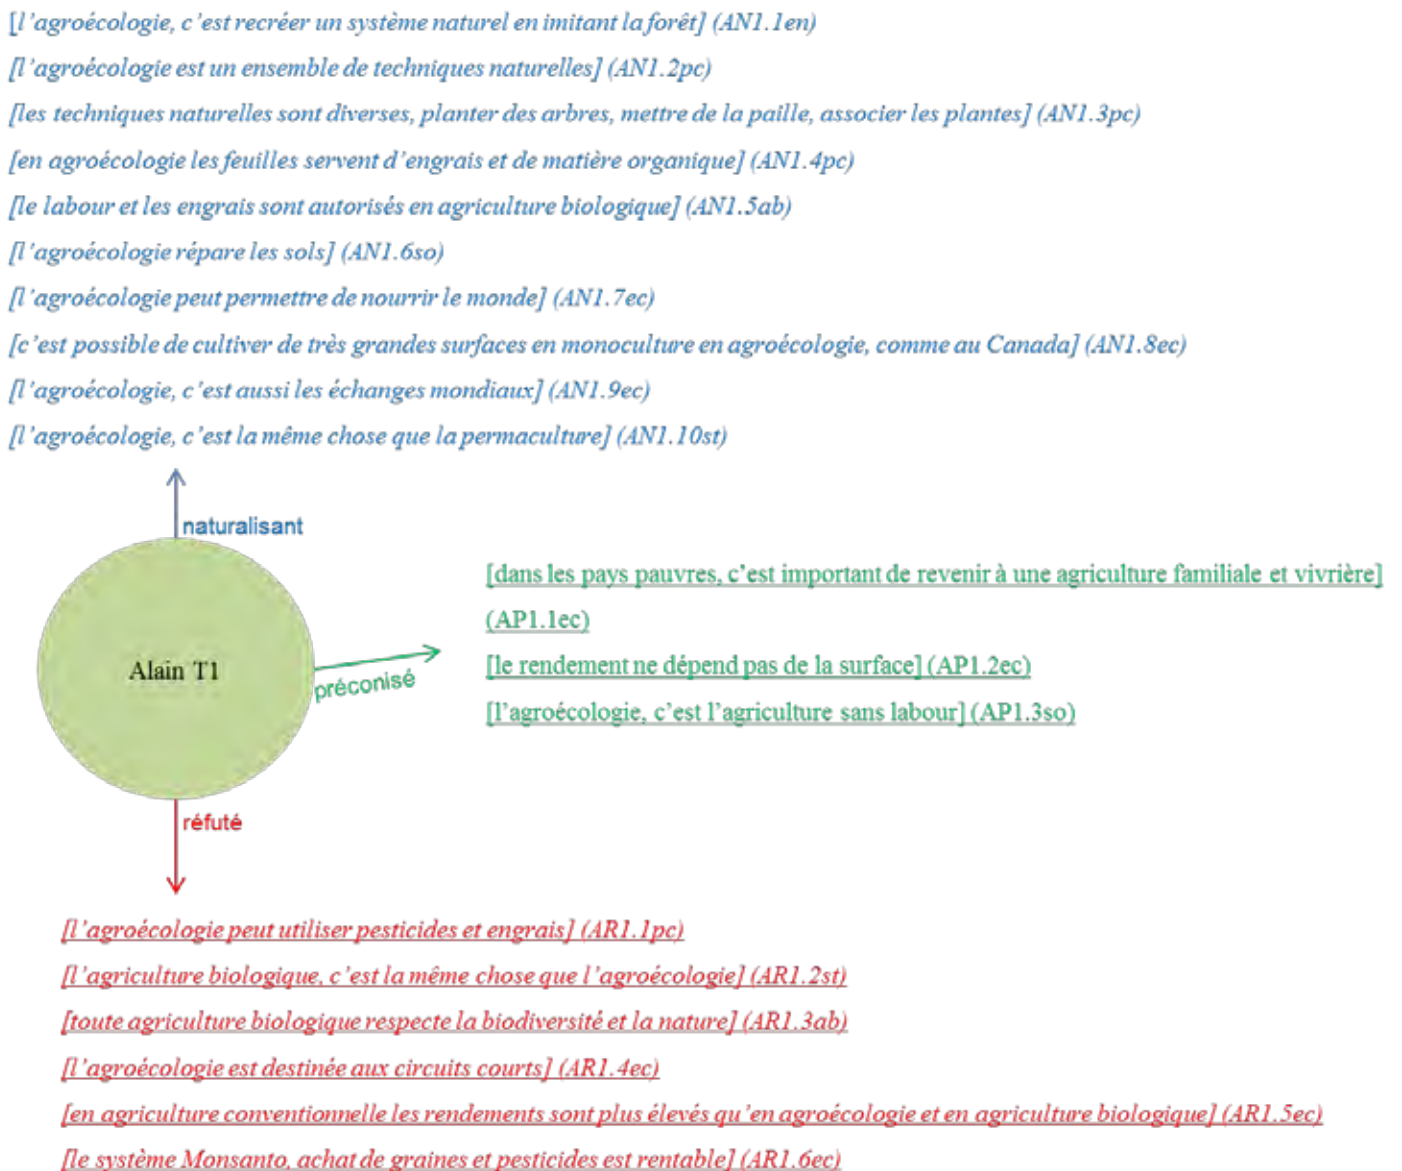 [l'agroécologie, c'est recréer un système naturel en imitant la forêt] (AN1.1en)
[l'agroécologie est un ensemble de techniques naturelles] (AN1.2pc)
[les techniques naturelles sont diverses, planter des arbres, mettre de la paille, associer les plantes] (AN1.3pc)
[en agroécologie les feuilles servent d'engrais et de matière organique] (AN1.4pc)
[le labour et les engrais sont autorisés en agriculture biologique] (AN1.5ab)
[l'agroécologie répare les sols] (AN1.6so)
[l'agroécologie peut permettre de nourrir le monde] (AN1.7ec)
[c'est possible de cultiver de très grandes surfaces en monoculture en agroécologie, comme au Canada] (AN1.8ec)
[l'agroécologie, c'est aussi les échanges mondiaux] (AN1.9ec)
[l'agroécologie, c'est la même chose que la permaculture] (AN1.10st)
naturalisant
[dans les pays pauvres, c'est important de revenir à une agriculture familiale et vivrière]
(AP1.1ec)
[le rendement ne dépend pas de la surface] (AP1.2ec)
[l'agroécologie, c'est l'agriculture sans labour] (AP1.3so)
Alain T1
préconisé
réfuté
[l'agroécologie peut utiliser pesticides et engrais] (AR1.1pc)
[l'agriculture biologique, c'est la même chose que l'agroécologie] (AR1.2st)
[toute agriculture biologique respecte la biodiversité et la nature] (AR1.3ab)
[l'agroécologie est destinée aux circuits courts] (AR1.4ec)
[en agriculture conventionnelle les rendements sont plus élevés qu'en agroécologie et en agriculture biologique] (AR1.5ec)
[le système Monsanto, achat de graines et pesticides est rentable] (AR1.6ec)